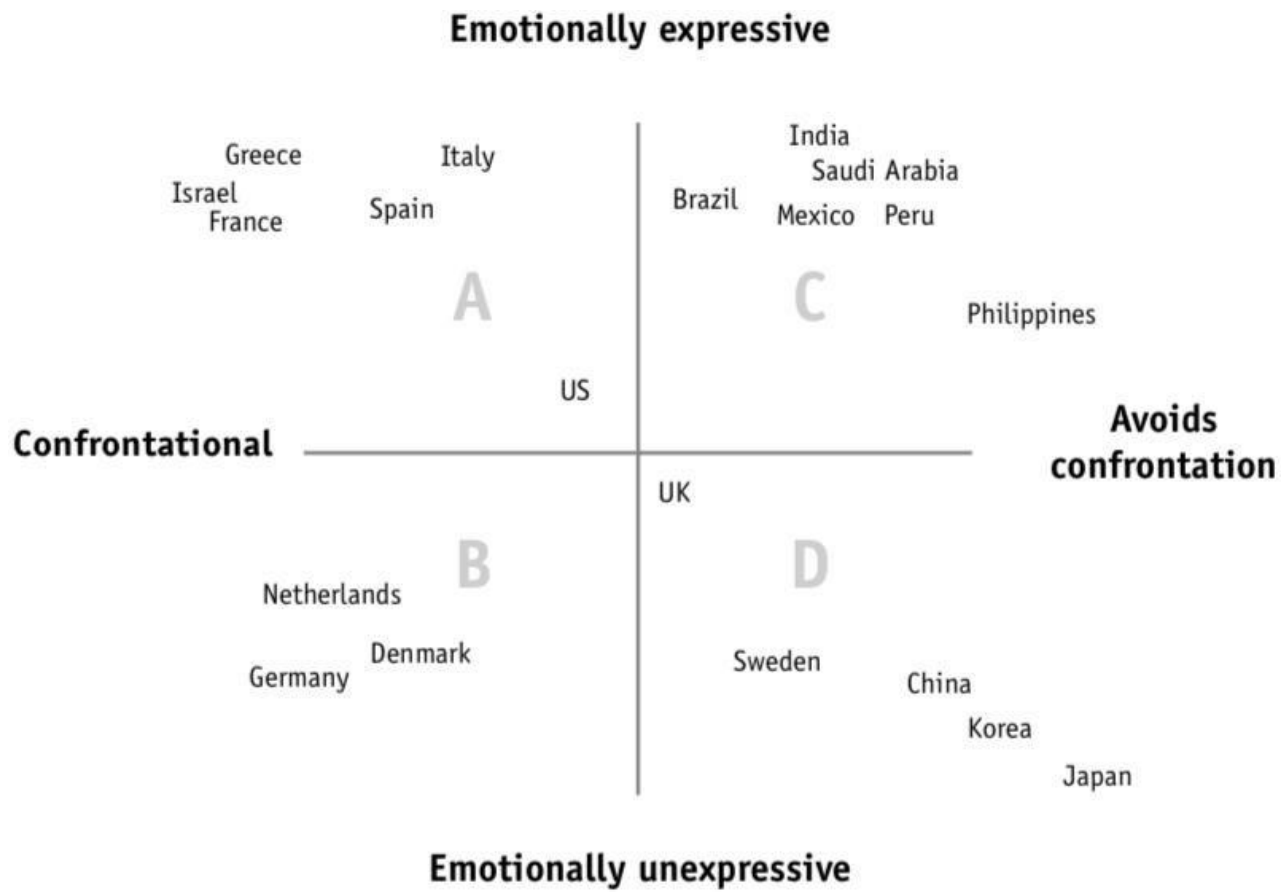 Emotionally expressive
India
Greece
Italy
Saudi Arabia
Israel
Brazil
Spain
France
Mexico
Peru
A
C
Philippines
US
Confrontational
Avoids
confrontation
UK
B
D
Netherlands
Denmark
Sweden
Germany
China
Korea
Japan
Emotionally unexpressive